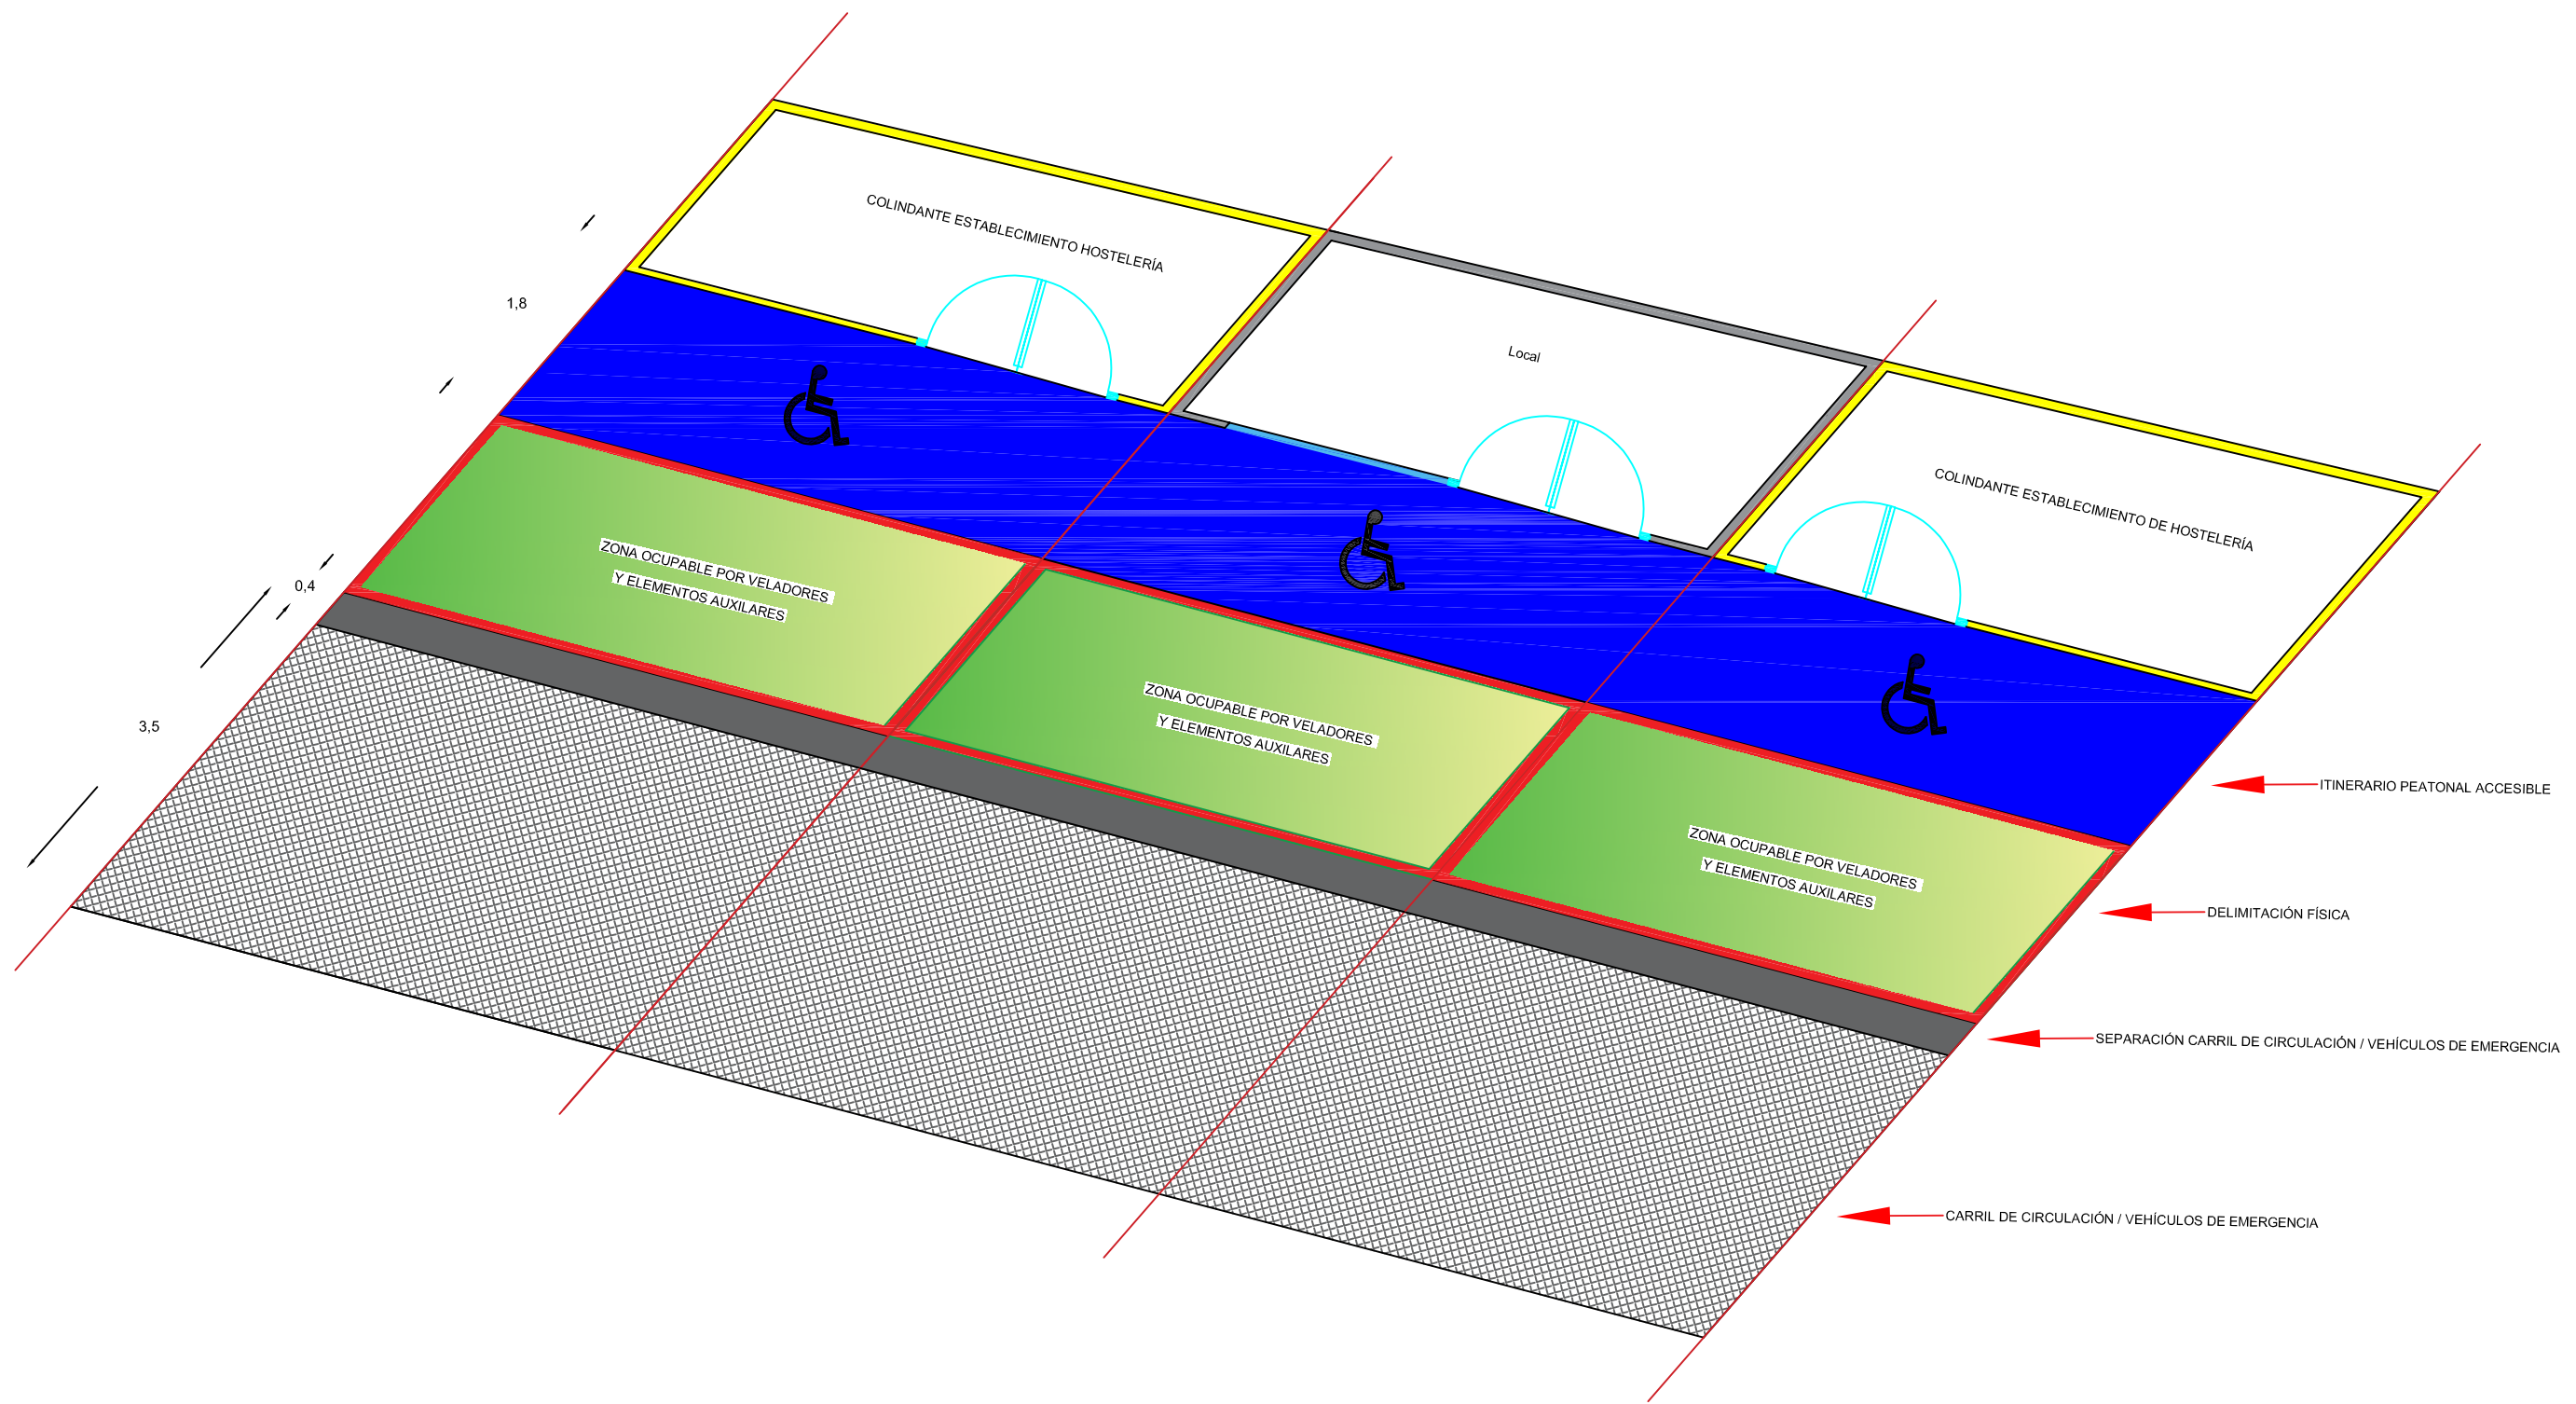 COLINDANTE ESTABLECIMIENTO HOSTELERÍA
1,8
Local
COLINDANTE ESTABLECIMIENTO DE HOSTELERÍA
ZONA OCUPABLE POR VELADORES
Y ELEMENTOS AUXILARES
0,4
ZONA OCUPABLE POR VELADORES
Y ELEMENTOS AUXILARES
3,5
ZONA OCUPABLE POR VELADORES
Y ELEMENTOS AUXILARES
ITINERARIO PEATONAL ACCESIBLE
DELIMITACIÓN FÍSICA
SEPARACIÓN CARRIL DE CIRCULACIÓN / VEHÍCULOS DE EMERGENCIA
CARRIL DE CIRCULACIÓN / VEHÍCULOS DE EMERGENCIA